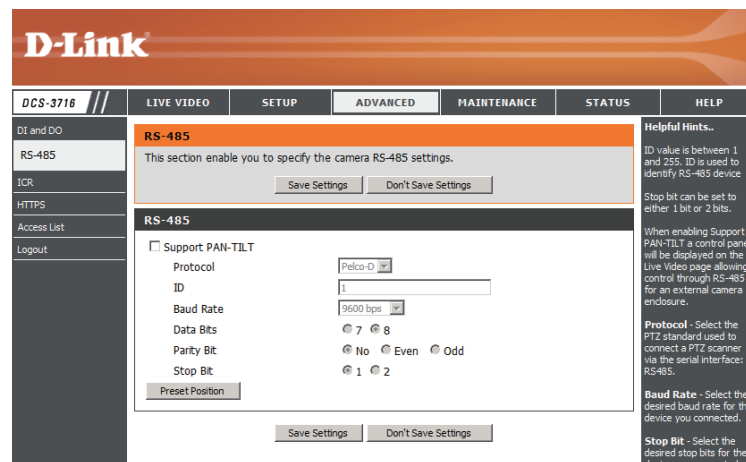 D-Link
DCS-3716
LIVE VIDEO
SETUP
ADVANCED
MAINTENANCE
STATUS
HELP
DI and DO
RS-485
ICR
HTTPS
Access List
Logout
RS-485
This section enable you to specify the camera RS-485 settings.
Save Settings
Don't Save Settings
RS-485
Support PAN-TILT
Protocol
Pelco-D
ID
1
Baud Rate
9600 bps
Data Bits
7 8
Parity Bit
No Even Odd
Stop Bit
1 2
Preset Position
Save Settings
Don't Save Settings
Helpful Hints..
ID value is between 1
and 255. ID is used to
identify RS-485 device
Stop bit can be set to
either 1 bit or 2 bits.
When enabling Support
PAN-TILT a control pane
will be displayed on the
Live Video page allowing
control through RS-485
for an external camera
enclosure.
Protocol - Select the
PTZ standard used to
connect a PTZ scanner
via the serial interface:
RS485.
Baud Rate - Select the
desired baud rate for th
device you connected.
Stop Bit - Select the
desired stop bits for the